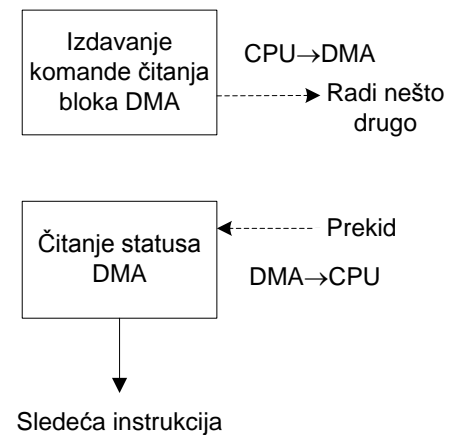 Izdavanje
komande čitanja
bloka DMA
CPU→DMA
Radi nešto
drugo
Čitanje statusa
DMA
Prekid
DMA→CPU
Sledeća instrukcija